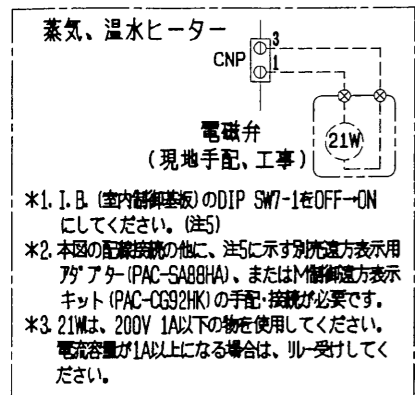 蒸気、温水ヒーター
CNP
3
1
電磁弁
(現地手配、工事)
21W
*1. I.B. (室内制御基板)のDIP SW7-1をOFF→ON
にしてください。(注5)
*2. 本図の配線接続の他に、注5に示す別売遠方表示用
アダプター(PAC-SA88HA)、またはM制御遠方表示
キット(PAC-CG92HK)の手配・接続が必要です。
*3. 21Wは、200V 1A以下の物を使用してください。
電流容量が1A以上になる場合は、リレー受けしてく
ださい。